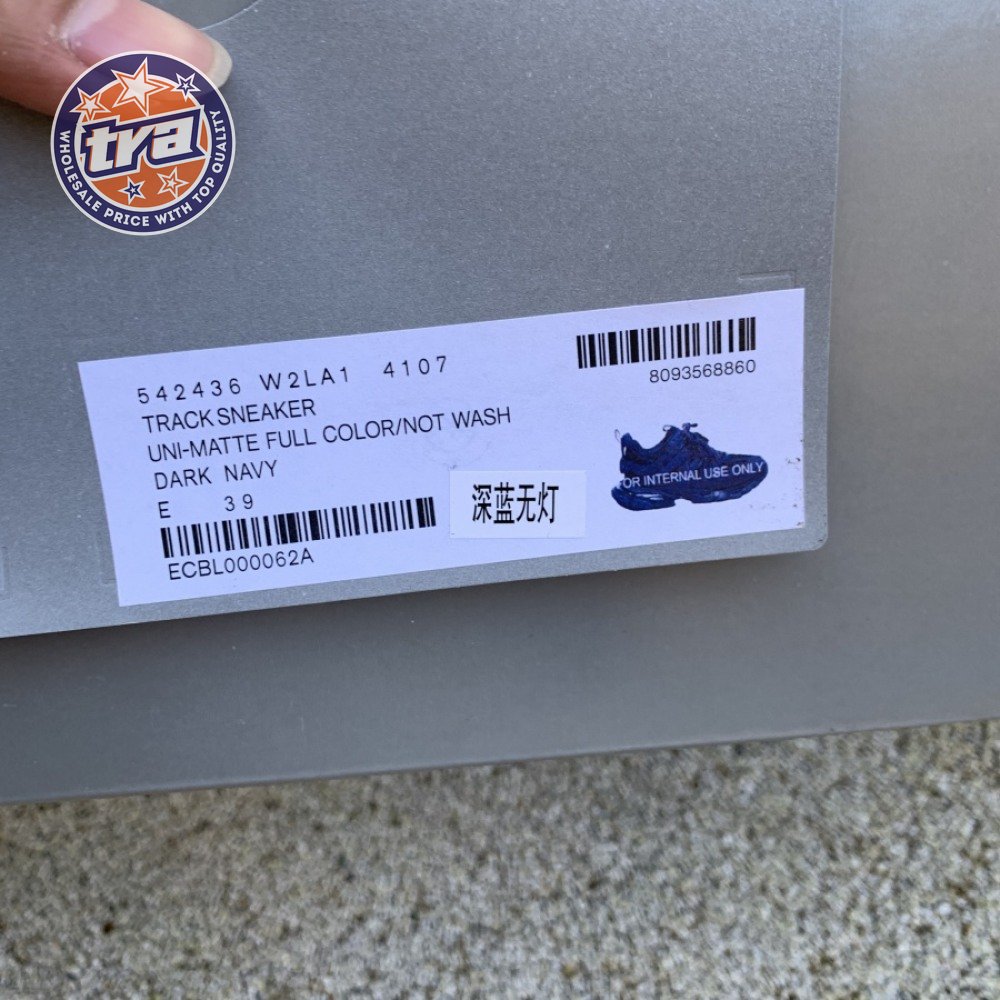 tra
WHOLESALE PRICE WITH TOP QUALITY
542436 W2LA1 4107
TRACK SNEAKER
UNI-MATTE FULL COLOR/NOT WASH
DARK NAVY
E 39
ECBL000062A
深蓝无灯
8093568860
FOR INTERNAL USE ONLY